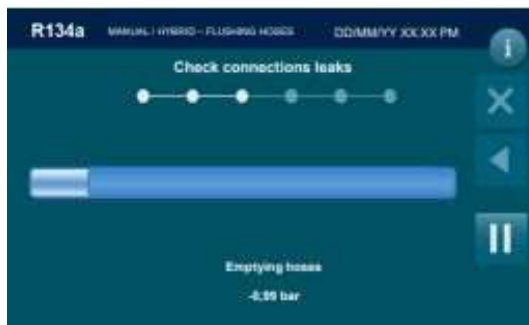 R134a MANUAL / HYBRID - FLUSHING HOSES DD/MM/YY XX:XX PM
i
Check connections leaks
Emptying hoses
-0,99 bar